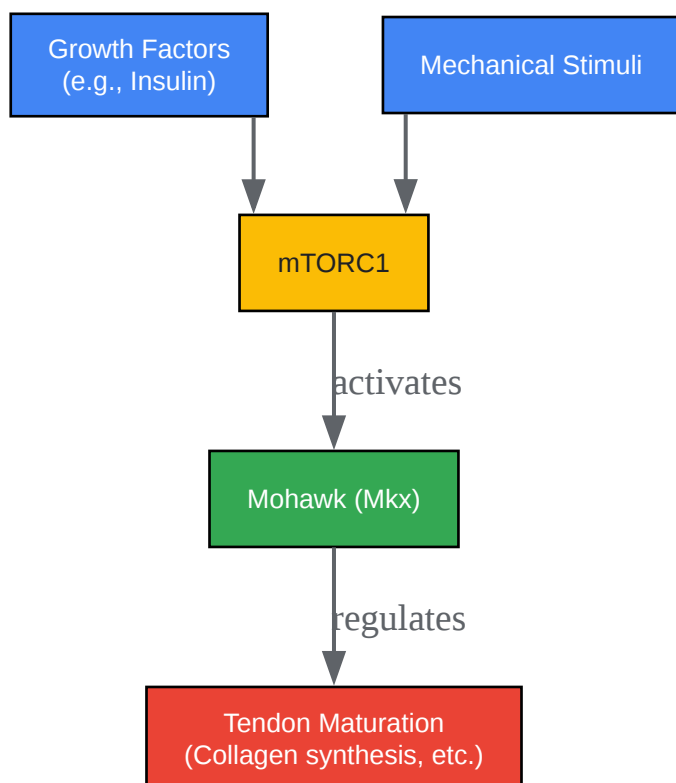 Growth Factors
(e.g., Insulin)
Mechanical Stimuli
mTORC1
activates
Mohawk (Mkx)
regulates
Tendon Maturation
(Collagen synthesis, etc.)